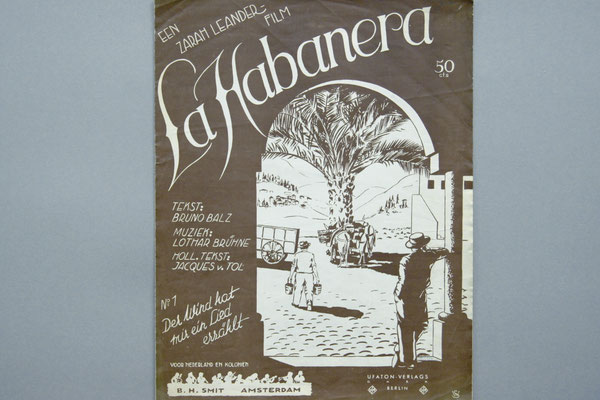 EEN
ZARAH LEANDER-
FILM
La Habanera
50
cts
TEKST:
BRUNO BALZ
MUZIEK:
LOTHAR BRÜHNE
HOLL. TEKST:
JACQUES v. TOL
No 1
Der Wind hat
mir ein Lied
erzählt
VOOR NEDERLAND EN KOLONIEN
B. H. SMIT AMSTERDAM
UFATON-VERLAGS
BERLIN